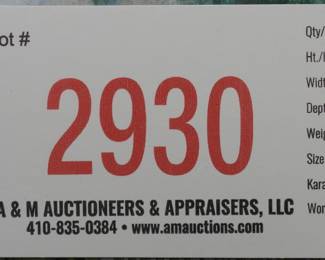 ot #
2930
A & M AUCTIONEERS & APPRAISERS, LLC
410-835-0384 • www.amauctions.com
Qty/
Ht./
Widt
Dept
Weig
Size
Kara
Wor